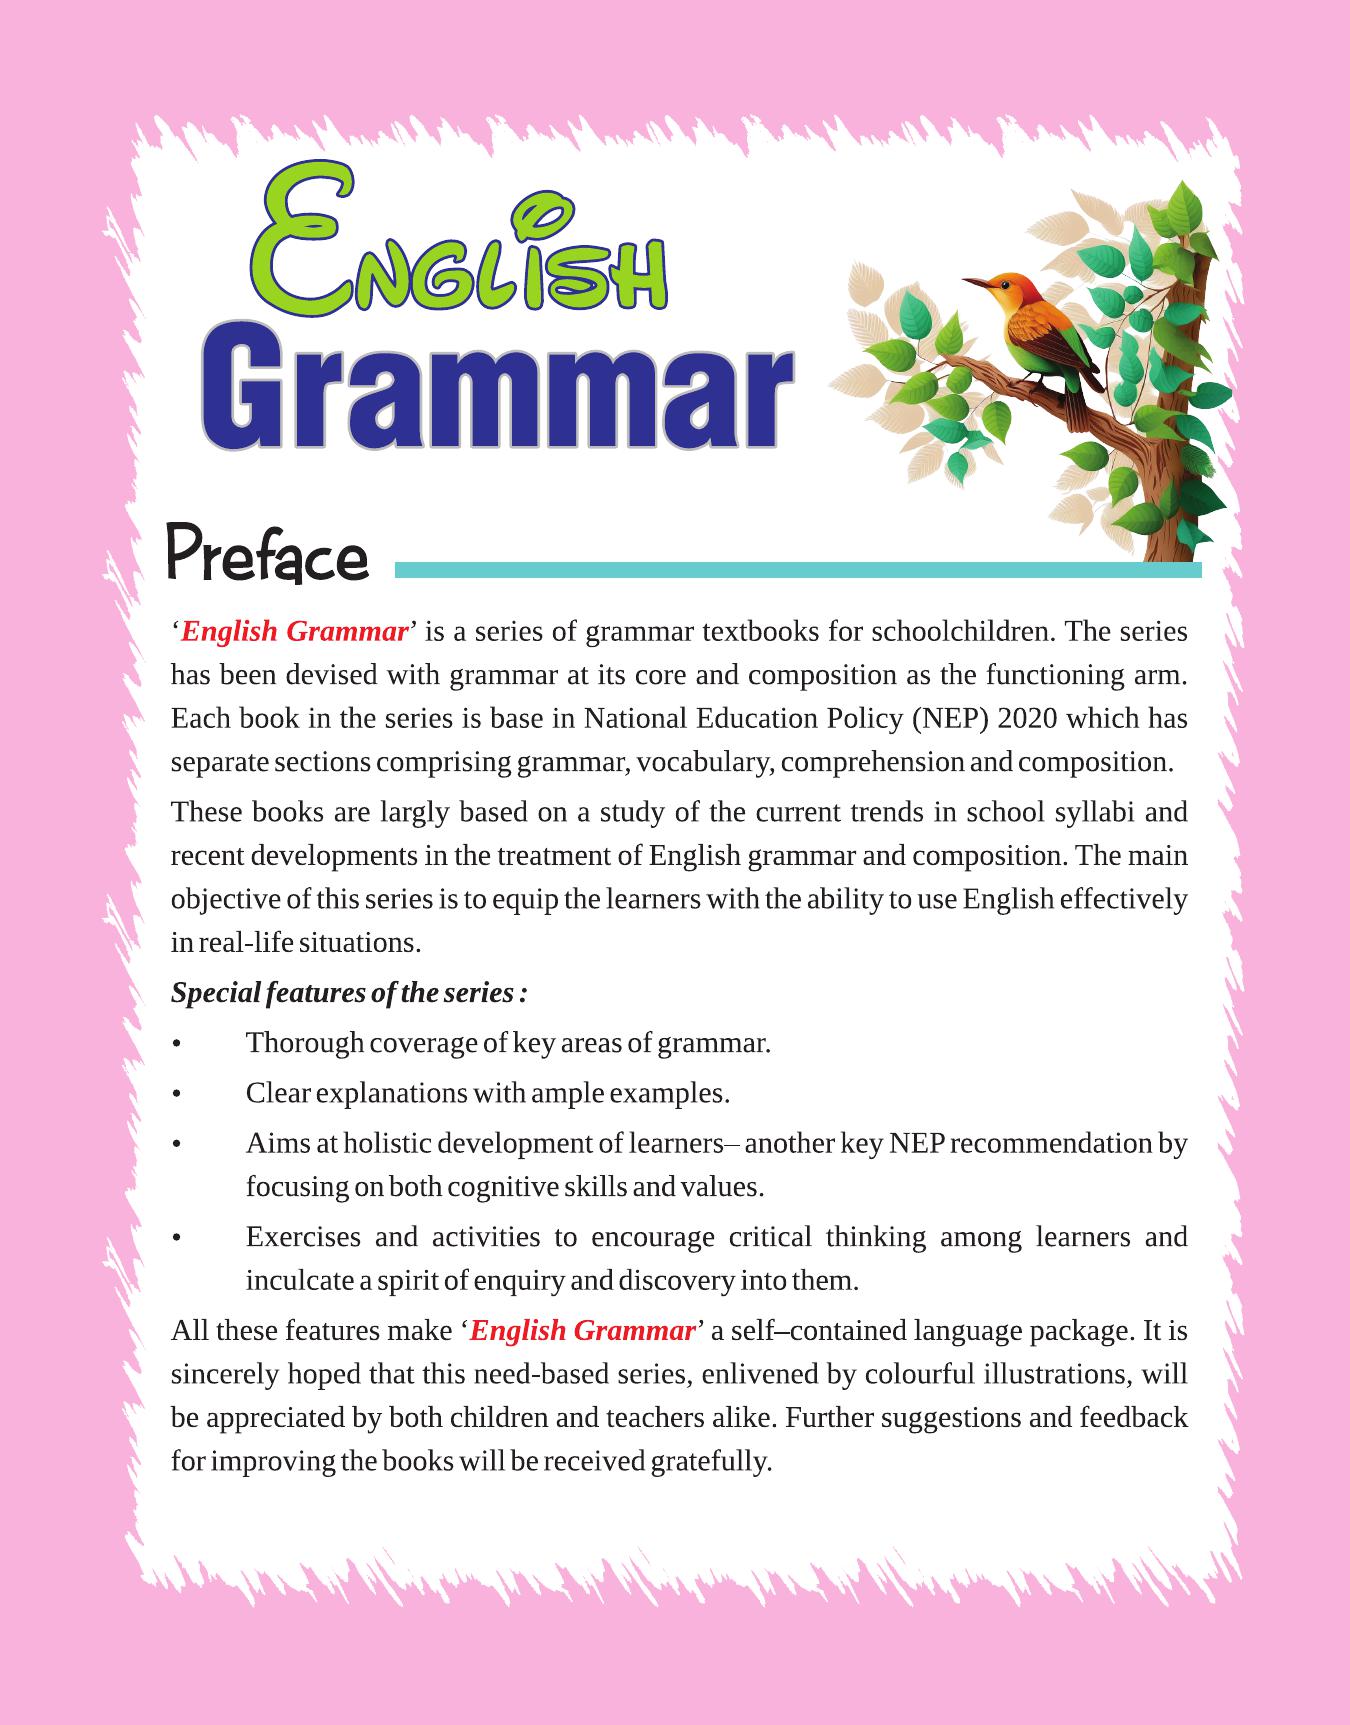 English
Grammar
Preface
‘English Grammar’ is a series of grammar textbooks for schoolchildren. The series
has been devised with grammar at its core and composition as the functioning arm.
Each book in the series is base in National Education Policy (NEP) 2020 which has
separate sections comprising grammar, vocabulary, comprehension and composition.
These books are largly based on a study of the current trends in school syllabi and
recent developments in the treatment of English grammar and composition. The main
objective of this series is to equip the learners with the ability to use English effectively
in real-life situations.
Special features of the series :
• Thorough coverage of key areas of grammar.
• Clear explanations with ample examples.
• Aims at holistic development of learners– another key NEP recommendation by
focusing on both cognitive skills and values.
• Exercises and activities to encourage critical thinking among learners and
inculcate a spirit of enquiry and discovery into them.
All these features make ‘English Grammar’ a self–contained language package. It is
sincerely hoped that this need-based series, enlivened by colourful illustrations, will
be appreciated by both children and teachers alike. Further suggestions and feedback
for improving the books will be received gratefully.